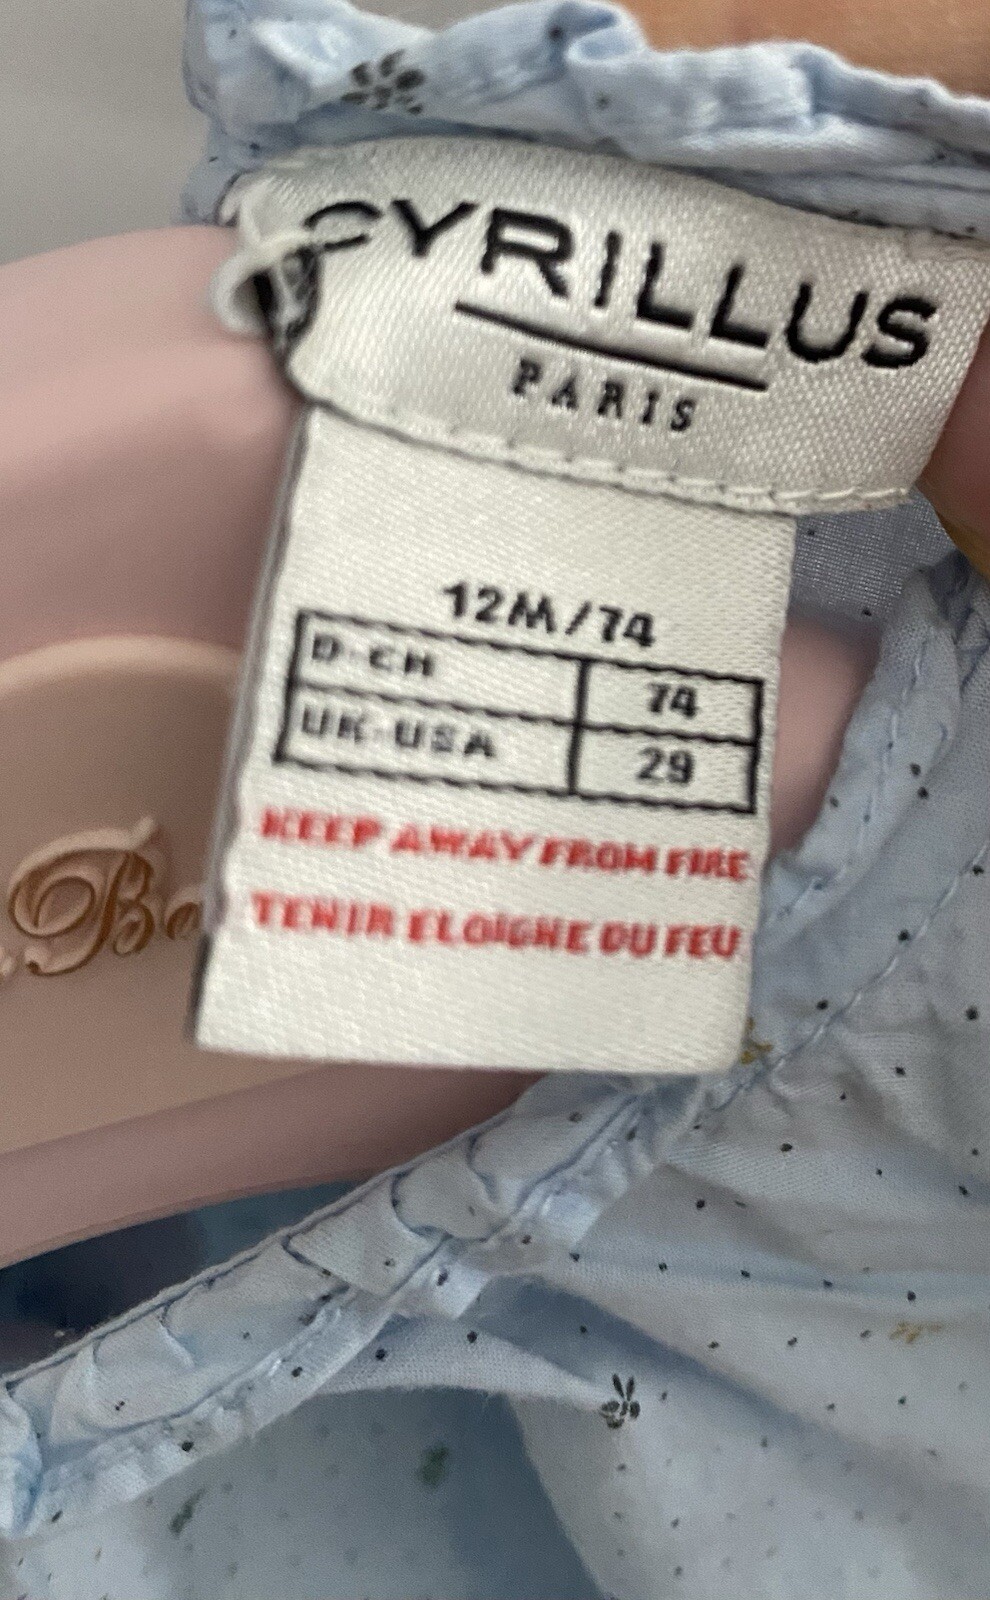 CYRILLUS
PARIS
12M/74
D-CH 74
UK-USA 29
KEEP AWAY FROM FIRE
TENIR ELOIGNE DU FEU